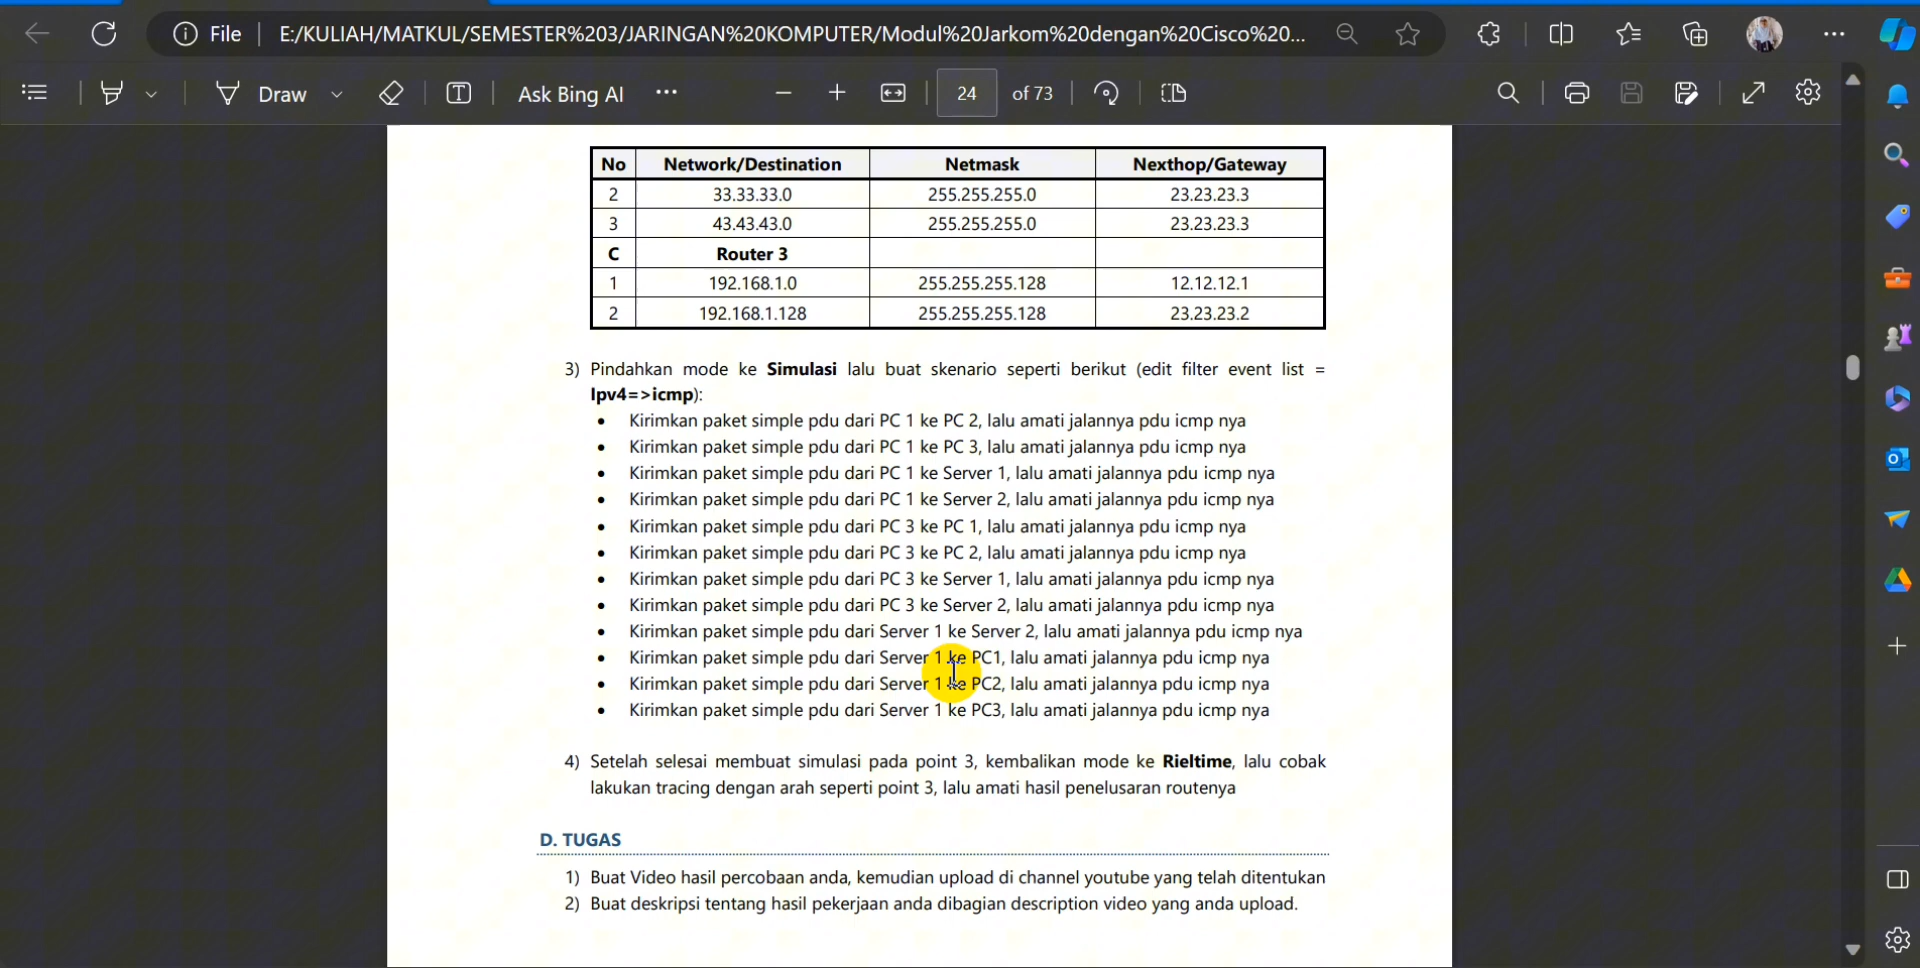 File E:/KULIAH/MATKUL/SEMESTER%203/JARINGAN%20KOMPUTER/Modul%20Jarkom%20dengan%20Cisco%20...
Draw Ask Bing AI 24 of 73
No Network/Destination Netmask Nexthop/Gateway
2 33.33.33.0 255.255.255.0 23.23.23.3
3 43.43.43.0 255.255.255.0 23.23.23.3
C Router 3
1 192.168.1.0 255.255.255.128 12.12.12.1
2 192.168.1.128 255.255.255.128 23.23.23.2
3) Pindahkan mode ke Simulasi lalu buat skenario seperti berikut (edit filter event list =
Ipv4=>icmp):
• Kirimkan paket simple pdu dari PC 1 ke PC 2, lalu amati jalannya pdu icmp nya
• Kirimkan paket simple pdu dari PC 1 ke PC 3, lalu amati jalannya pdu icmp nya
• Kirimkan paket simple pdu dari PC 1 ke Server 1, lalu amati jalannya pdu icmp nya
• Kirimkan paket simple pdu dari PC 1 ke Server 2, lalu amati jalannya pdu icmp nya
• Kirimkan paket simple pdu dari PC 3 ke PC 1, lalu amati jalannya pdu icmp nya
• Kirimkan paket simple pdu dari PC 3 ke PC 2, lalu amati jalannya pdu icmp nya
• Kirimkan paket simple pdu dari PC 3 ke Server 1, lalu amati jalannya pdu icmp nya
• Kirimkan paket simple pdu dari PC 3 ke Server 2, lalu amati jalannya pdu icmp nya
• Kirimkan paket simple pdu dari Server 1 ke Server 2, lalu amati jalannya pdu icmp nya
• Kirimkan paket simple pdu dari Server 1 ke PC1, lalu amati jalannya pdu icmp nya
• Kirimkan paket simple pdu dari Server 1 ke PC2, lalu amati jalannya pdu icmp nya
• Kirimkan paket simple pdu dari Server 1 ke PC3, lalu amati jalannya pdu icmp nya
4) Setelah selesai membuat simulasi pada point 3, kembalikan mode ke Rieltime, lalu cobak
lakukan tracing dengan arah seperti point 3, lalu amati hasil penelusaran routenya
D. TUGAS
1) Buat Video hasil percobaan anda, kemudian upload di channel youtube yang telah ditentukan
2) Buat deskripsi tentang hasil pekerjaan anda dibagian description video yang anda upload.